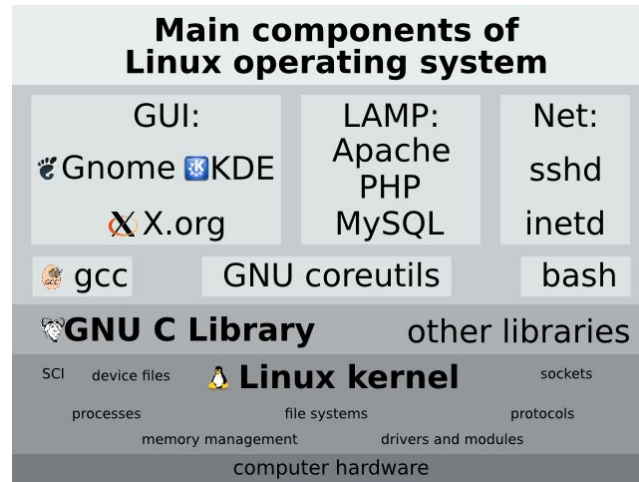 Main components of
Linux operating system
GUI:
Gnome KDE
X.org
LAMP:
Apache
PHP
MySQL
Net:
sshd
inetd
gcc GNU coreutils bash
GNU C Library other libraries
SCI device files Linux kernel sockets
processes file systems protocols
memory management drivers and modules
computer hardware